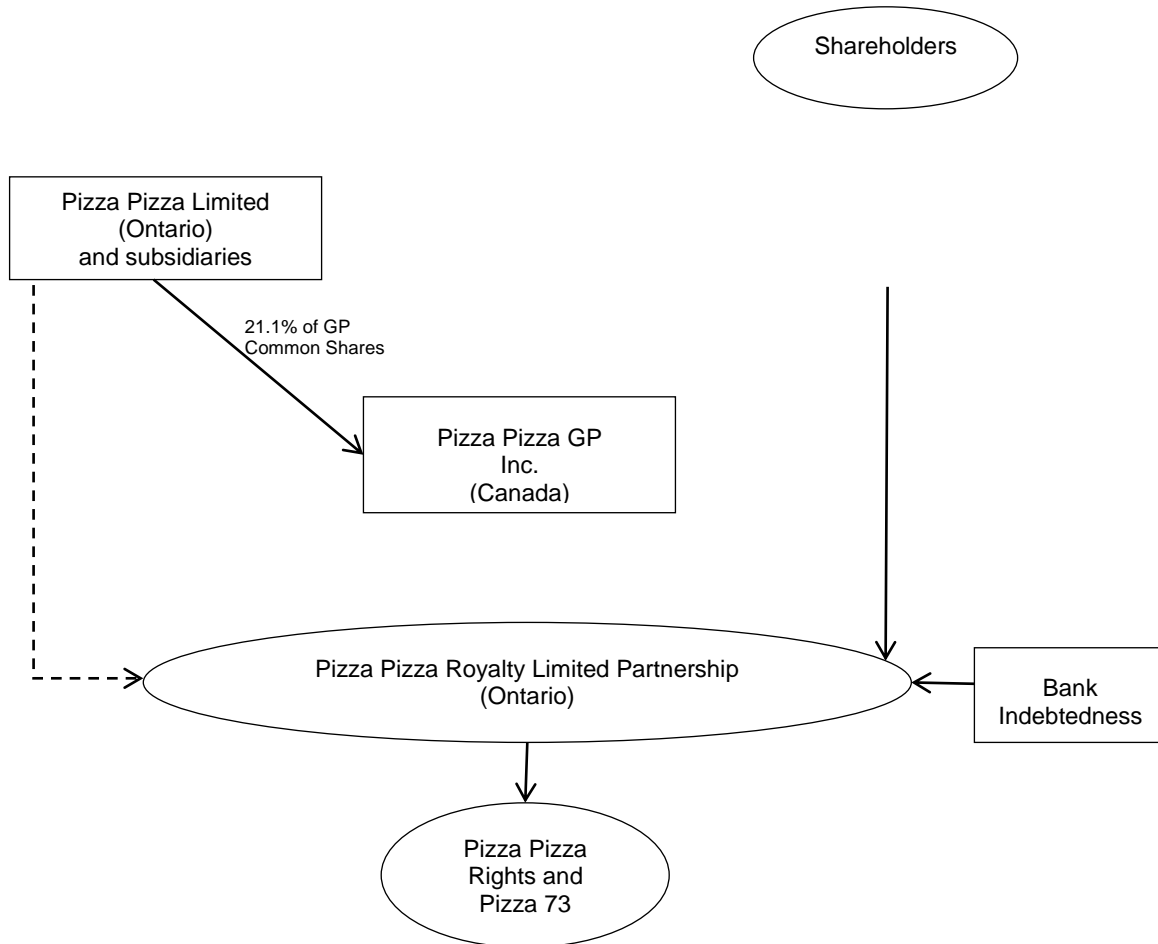 Shareholders
Pizza Pizza Limited
(Ontario)
and subsidiaries
21.1% of GP
Common Shares
Pizza Pizza GP
Inc.
(Canada)
Pizza Pizza Royalty Limited Partnership
(Ontario)
Bank
Indebtedness
Pizza Pizza
Rights and
Pizza 73